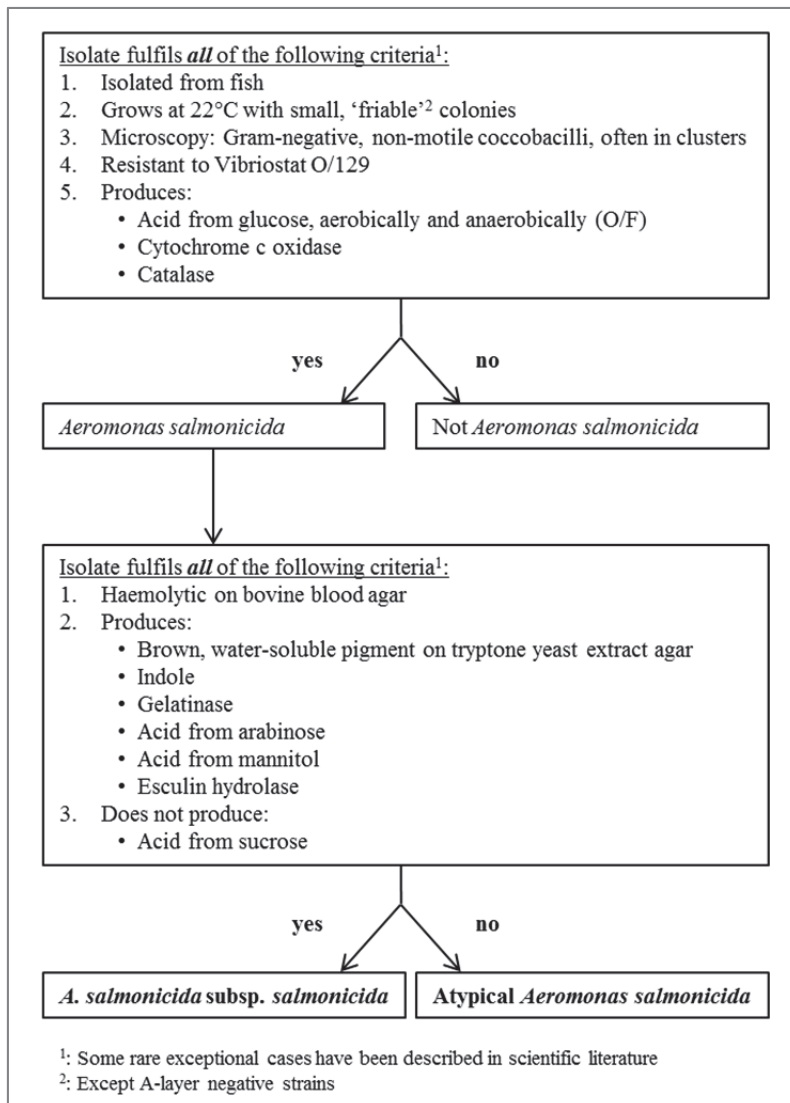 Isolate fulfils all of the following criteria¹:
1. Isolated from fish
2. Grows at 22°C with small, ‘friable’² colonies
3. Microscopy: Gram-negative, non-motile coccobacilli, often in clusters
4. Resistant to Vibriostat O/129
5. Produces:
• Acid from glucose, aerobically and anaerobically (O/F)
• Cytochrome c oxidase
• Catalase
yes no
Aeromonas salmonicida
Not Aeromonas salmonicida
Isolate fulfils all of the following criteria¹:
1. Haemolytic on bovine blood agar
2. Produces:
• Brown, water-soluble pigment on tryptone yeast extract agar
• Indole
• Gelatinase
• Acid from arabinose
• Acid from mannitol
• Esculin hydrolase
3. Does not produce:
• Acid from sucrose
yes no
A. salmonicida subsp. salmonicida
Atypical Aeromonas salmonicida
¹: Some rare exceptional cases have been described in scientific literature
²: Except A-layer negative strains